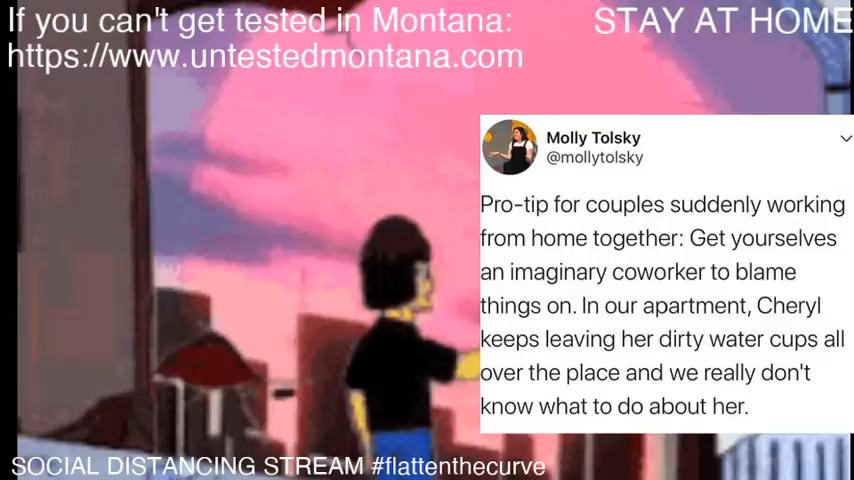 If you can't get tested in Montana:
https://www.untestedmontana.com
STAY AT HOME
Molly Tolsky
@mollytolsky
Pro-tip for couples suddenly working
from home together: Get yourselves
an imaginary coworker to blame
things on. In our apartment, Cheryl
keeps leaving her dirty water cups all
over the place and we really don't
know what to do about her.
SOCIAL DISTANCING STREAM #flattenthecurve